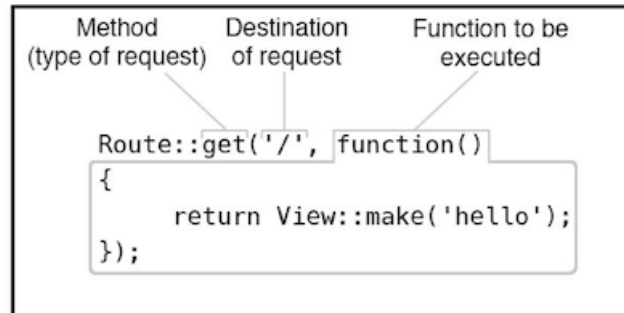 Method
(type of request)
Destination
of request
Function to be
executed
Route::get('/', function()
{
return View::make('hello');
});